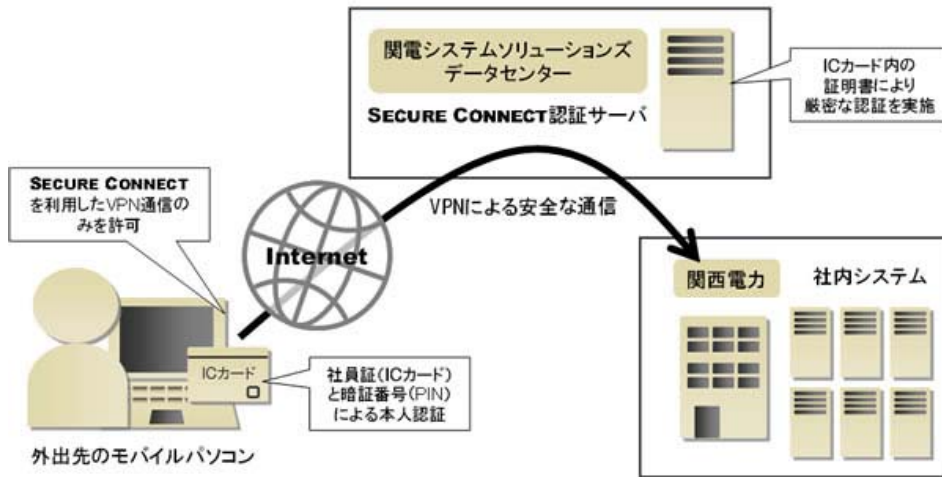 関電システムソリューションズ
データセンター
SECURE CONNECT認証サーバ
ICカード内の
証明書により
厳密な認証を実施
SECURE CONNECT
を利用したVPN通信の
みを許可
VPNによる安全な通信
Internet
関西電力
社内システム
ICカード
社員証(ICカード)
と暗証番号(PIN)
による本人認証
外出先のモバイルパソコン